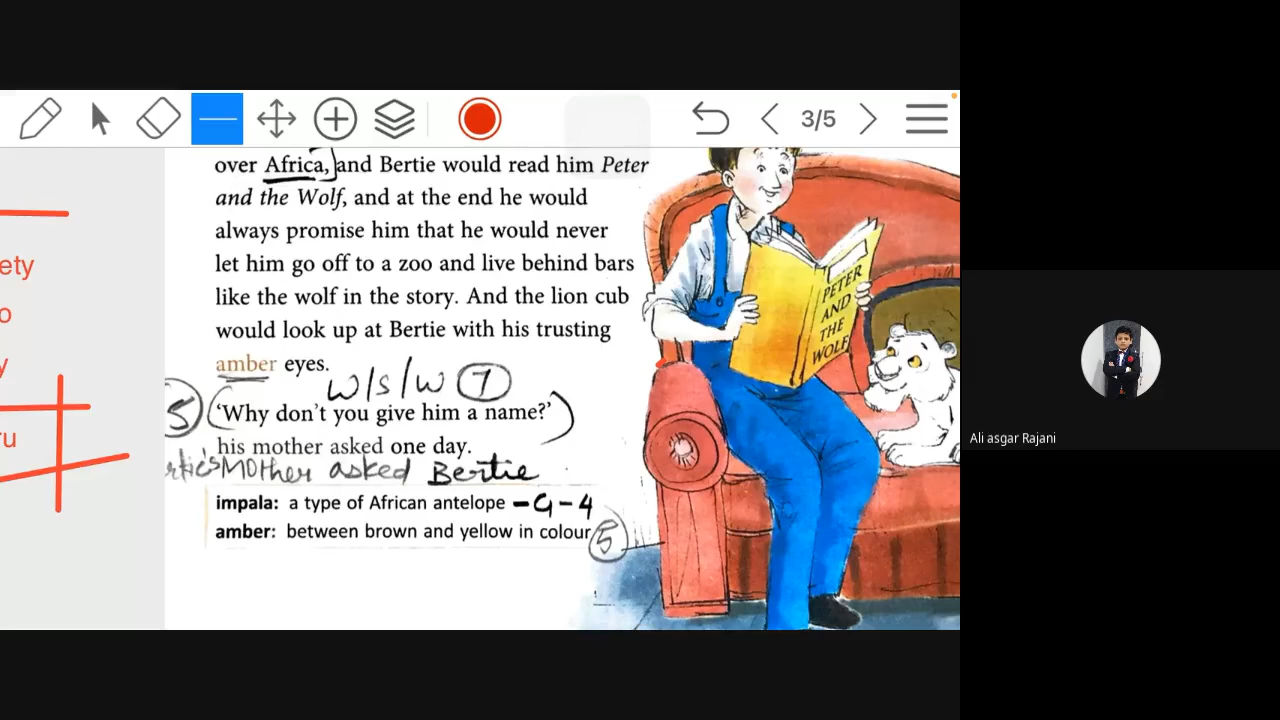 3/5
over Africa, and Bertie would read him Peter
and the Wolf, and at the end he would
always promise him that he would never
let him go off to a zoo and live behind bars
like the wolf in the story. And the lion cub
would look up at Bertie with his trusting
amber eyes.
W/S/W 7
5 ('Why don't you give him a name?')
his mother asked one day.
rtie's Mother asked Bertie
impala: a type of African antelope -G-4
amber: between brown and yellow in colour 5
PETER
AND
THE
WOLF
ety
o
y
ru
Ali asgar Rajani